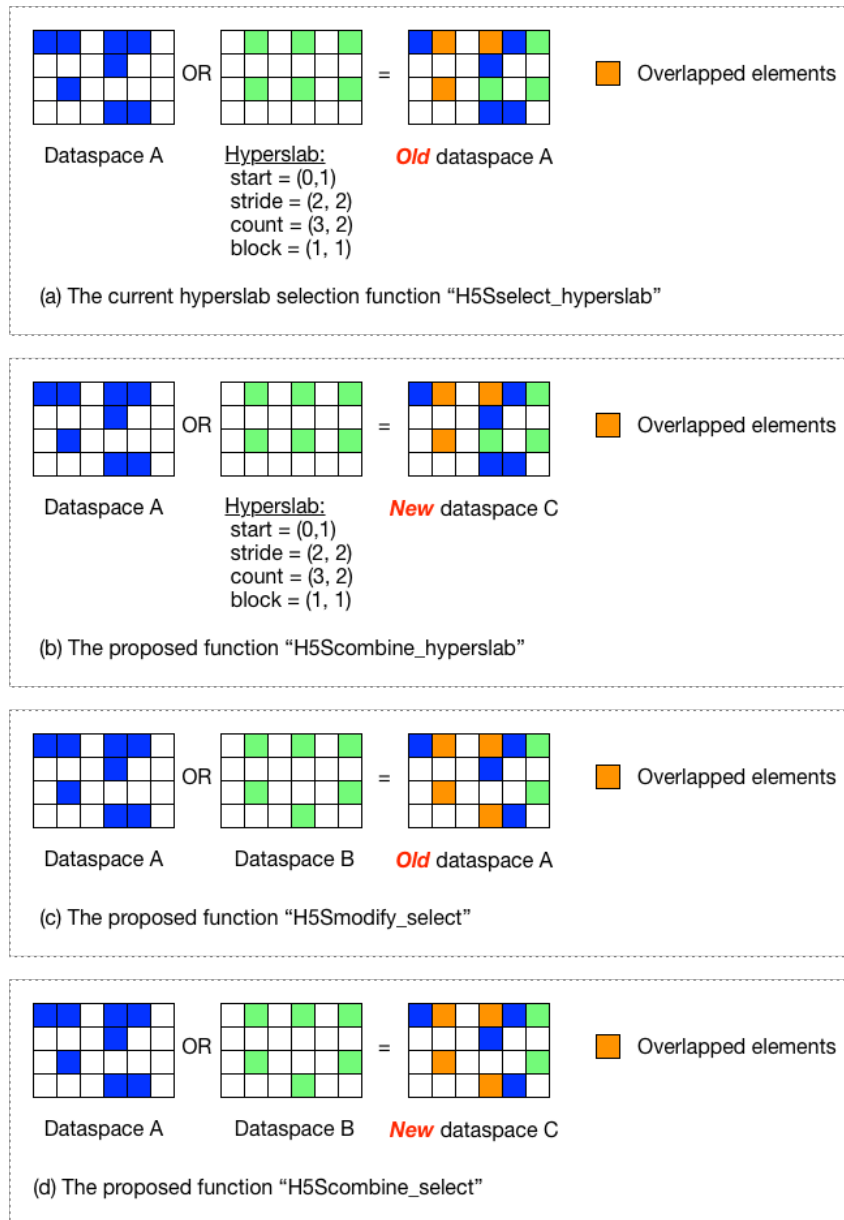 OR
=
Overlapped elements
Dataspace A
Hyperslab:
start = (0,1)
stride = (2, 2)
count = (3, 2)
block = (1, 1)
Old dataspace A
(a) The current hyperslab selection function “H5Sselect_hyperslab”
OR
=
Overlapped elements
Dataspace A
Hyperslab:
start = (0,1)
stride = (2, 2)
count = (3, 2)
block = (1, 1)
New dataspace C
(b) The proposed function “H5Scombine_hyperslab”
OR
=
Overlapped elements
Dataspace A
Dataspace B
Old dataspace A
(c) The proposed function “H5Smodify_select”
OR
=
Overlapped elements
Dataspace A
Dataspace B
New dataspace C
(d) The proposed function “H5Scombine_select”